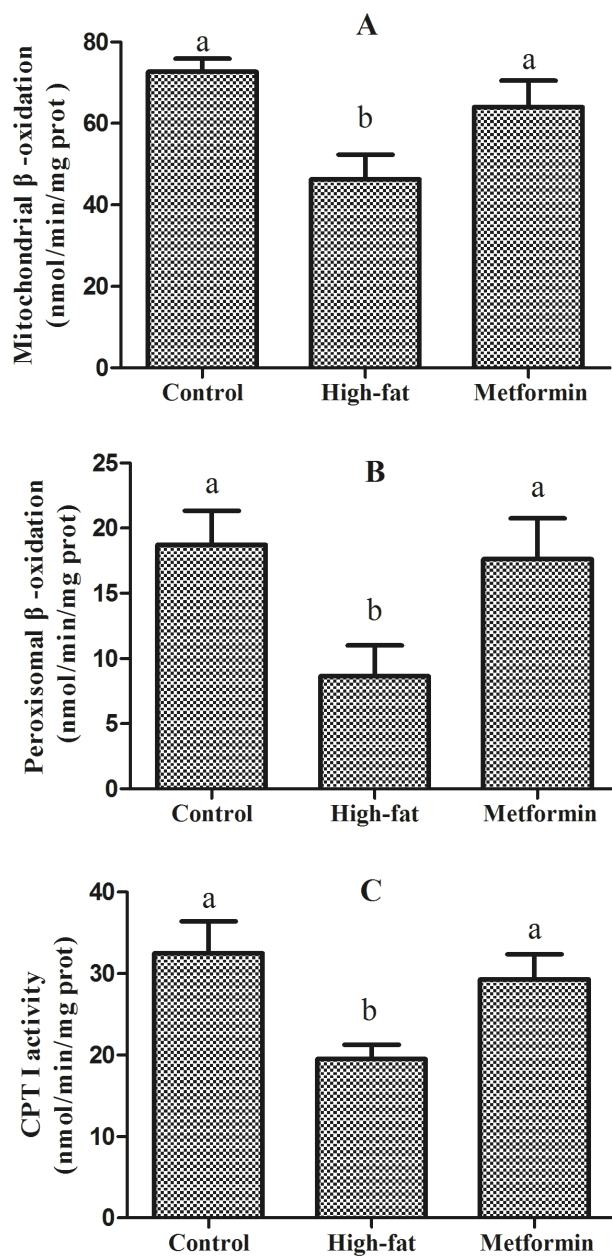 A
Mitochondrial β -oxidation
(nmol/min/mg prot )
80
60
40
20
0
a
b
a
Control High-fat Metformin
B
Peroxisomal β -oxidation
(nmol/min/mg prot)
25
20
15
10
5
0
a
b
a
Control High-fat Metformin
C
CPT I activity
(nmol/min/mg prot)
40
30
20
10
0
a
b
a
Control High-fat Metformin